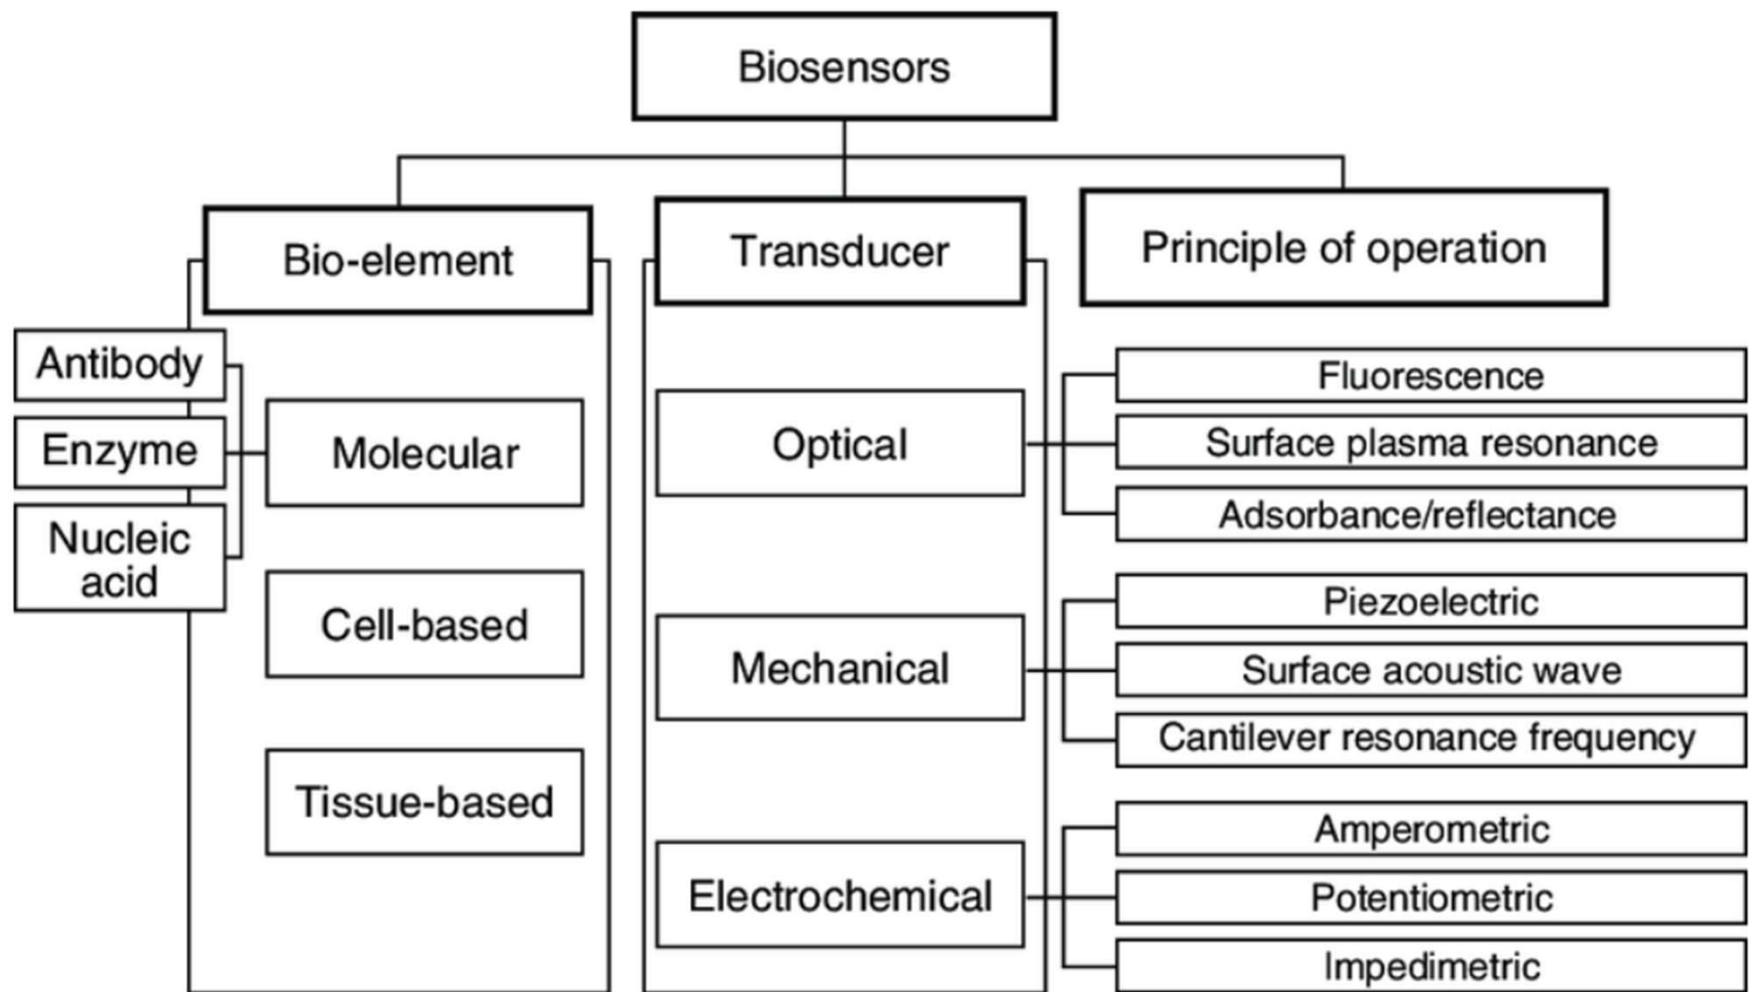 Biosensors
Bio-element
Transducer
Principle of operation
Antibody
Enzyme
Nucleic
acid
Molecular
Cell-based
Tissue-based
Optical
Mechanical
Electrochemical
Fluorescence
Surface plasma resonance
Adsorbance/reflectance
Piezoelectric
Surface acoustic wave
Cantilever resonance frequency
Amperometric
Potentiometric
Impedimetric